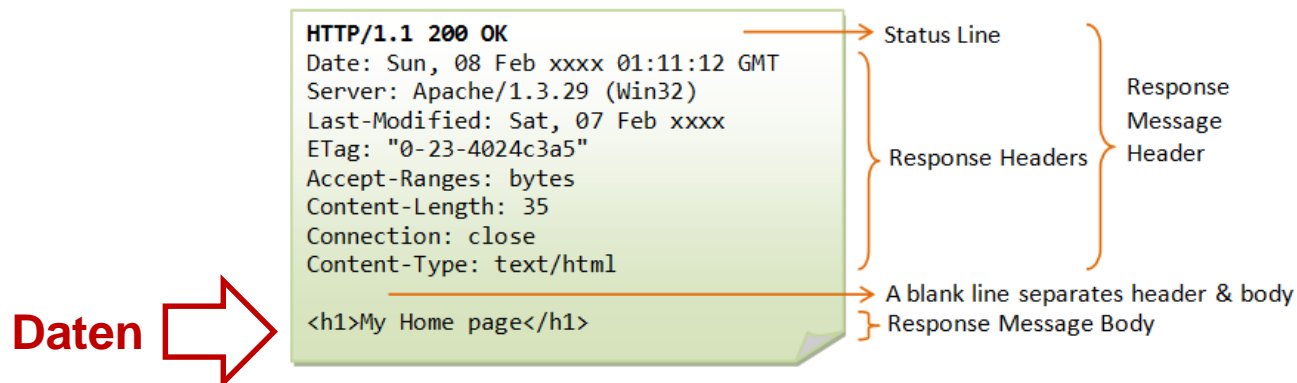 HTTP/1.1 200 OK
Date: Sun, 08 Feb xxxx 01:11:12 GMT
Server: Apache/1.3.29 (Win32)
Last-Modified: Sat, 07 Feb xxxx
ETag: "0-23-4024c3a5"
Accept-Ranges: bytes
Content-Length: 35
Connection: close
Content-Type: text/html
<h1>My Home page</h1>
Status Line
Response Headers
Response
Message
Header
A blank line separates header & body
Response Message Body
Daten